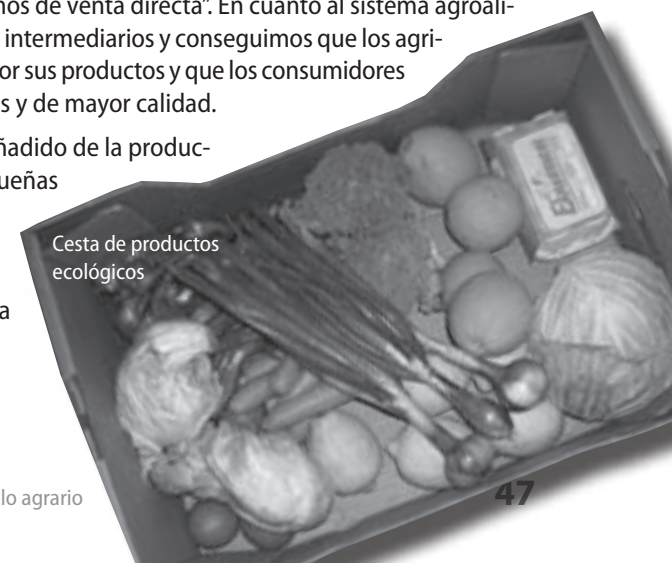 nos de venta directa". En cuanto al sistema agroali-
intermediarios y conseguimos que los agri-
or sus productos y que los consumidores
s y de mayor calidad.
ñadido de la produc-
ueñas
Cesta de productos
ecológicos
a
lo agrario
47